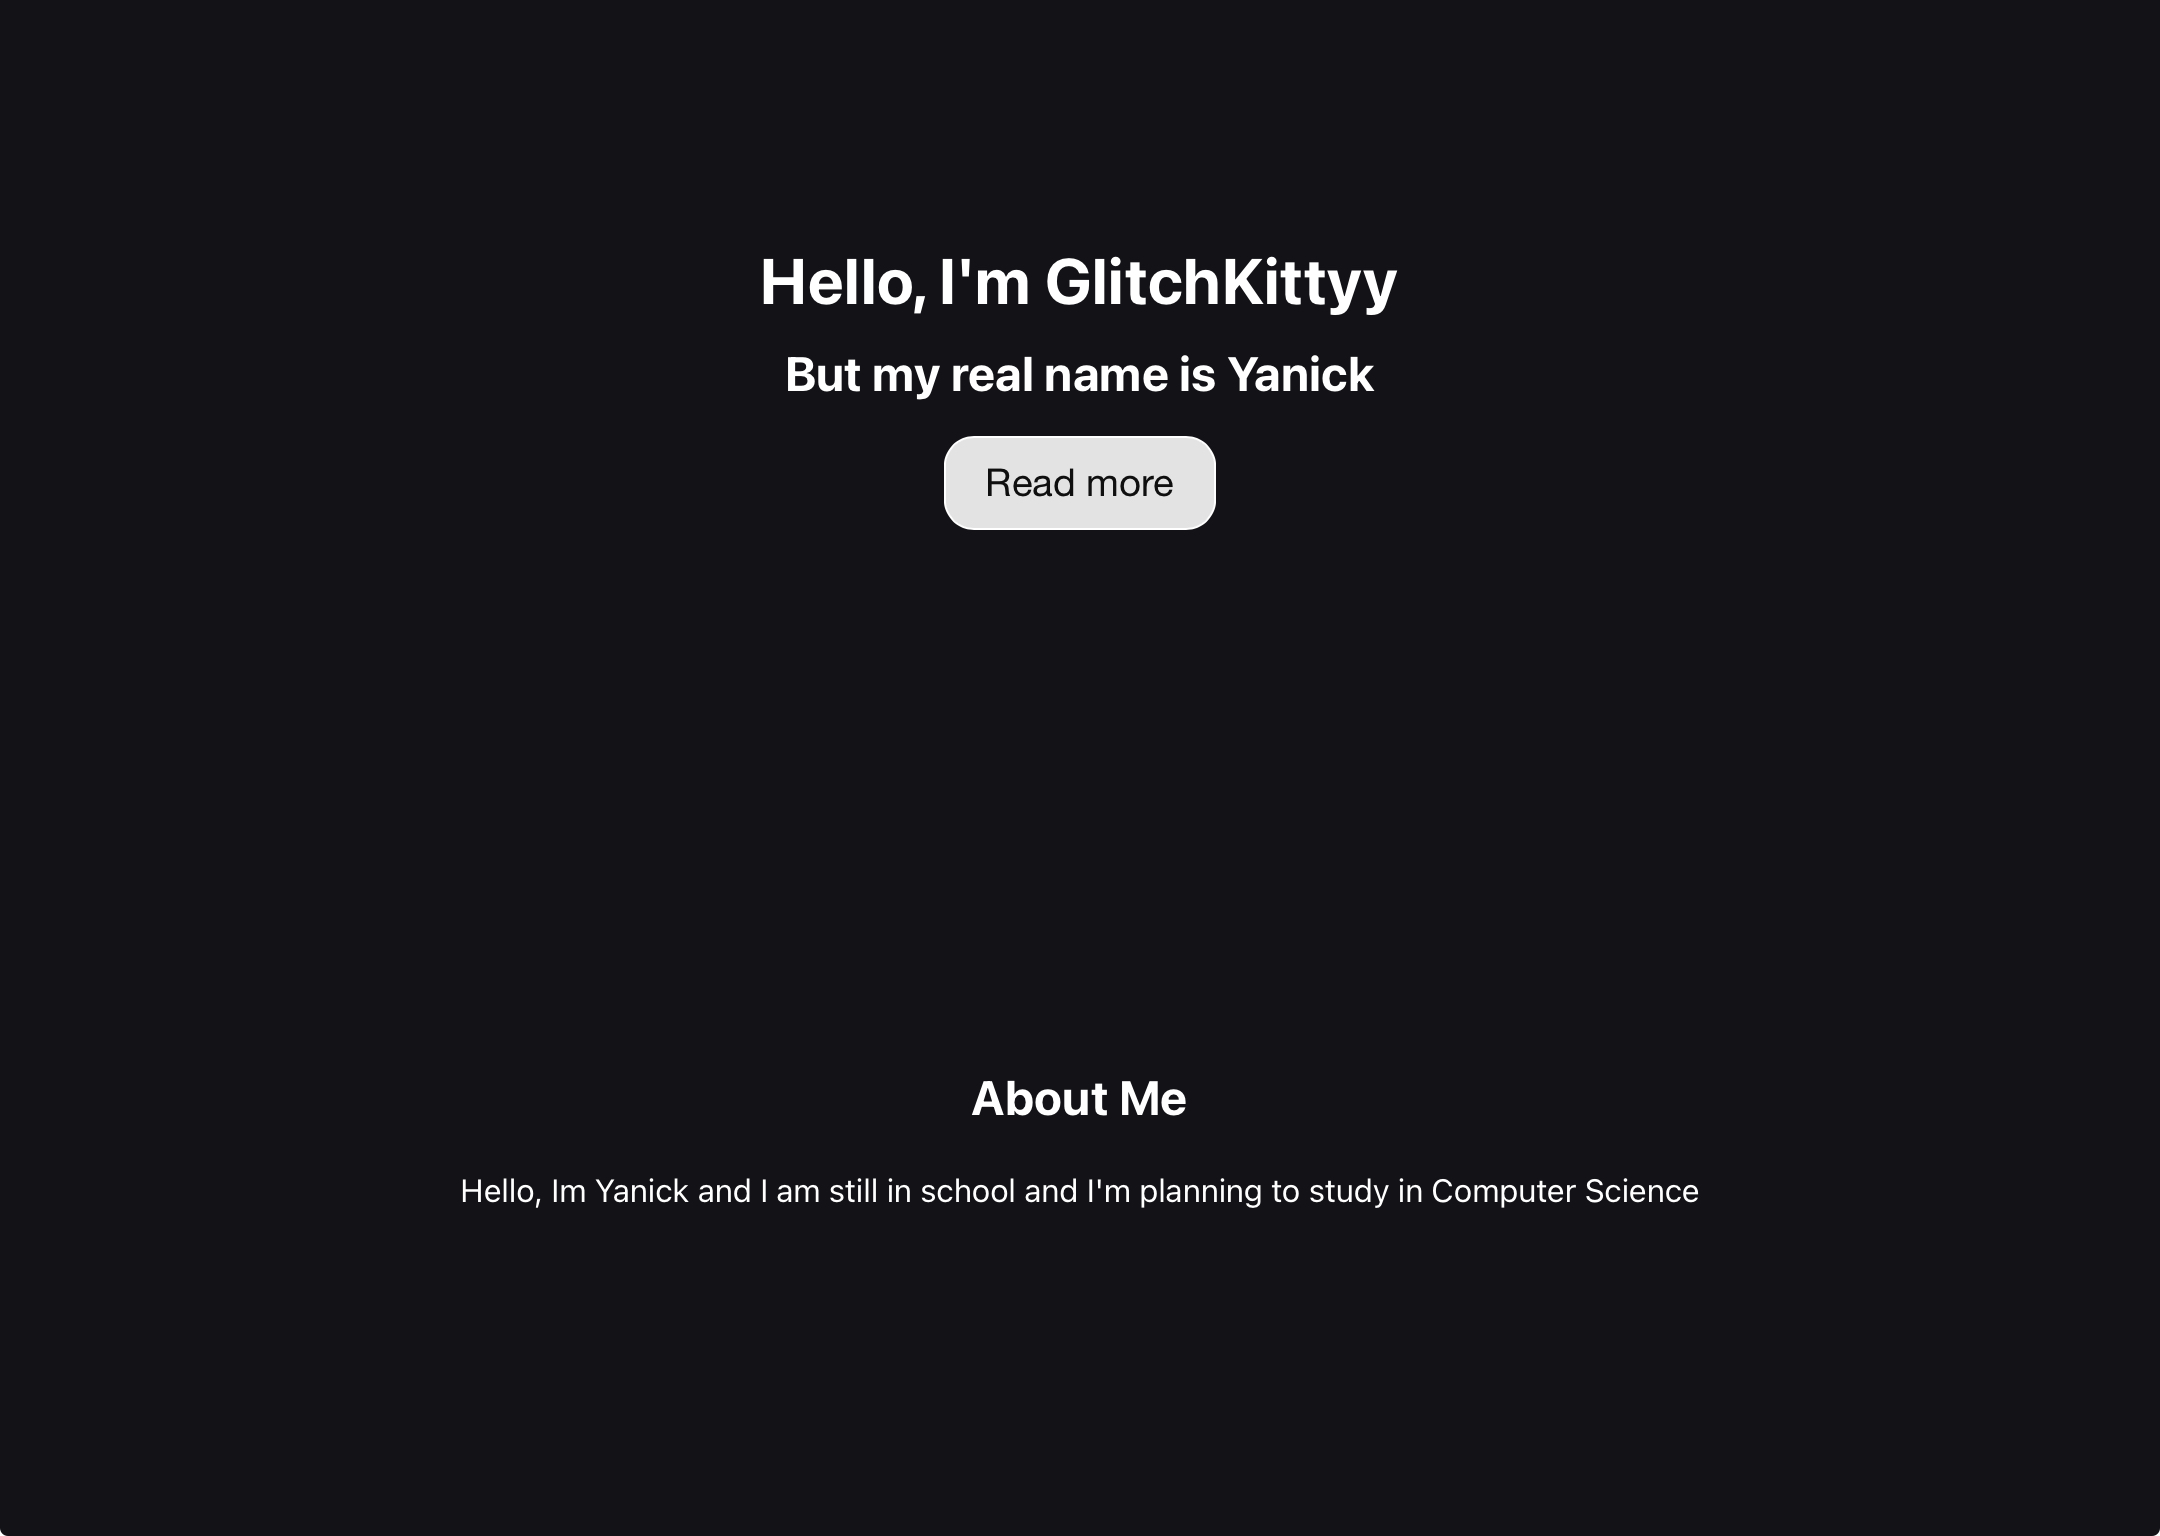 Hello, I'm GlitchKittyy
But my real name is Yanick
Read more
About Me
Hello, Im Yanick and I am still in school and I'm planning to study in Computer Science